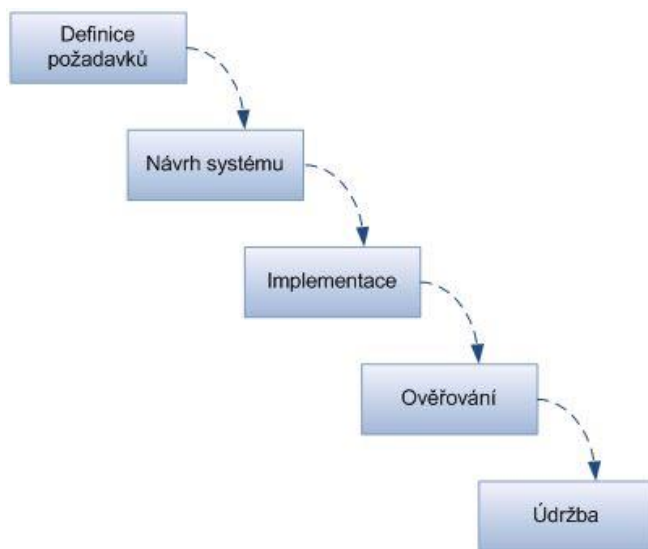 Definice
požadavků
Návrh systému
Implementace
Ověřování
Údržba